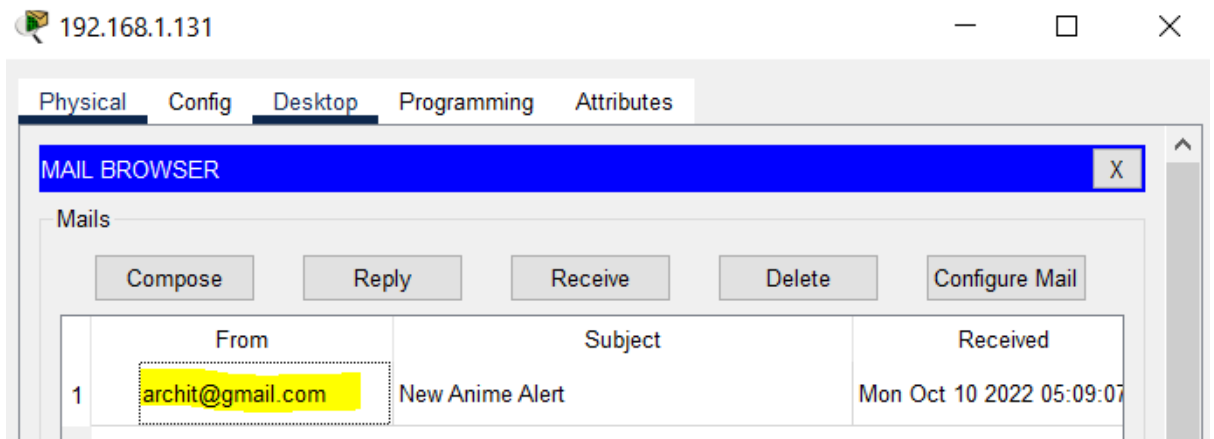 192.168.1.131
Physical Config Desktop Programming Attributes
MAIL BROWSER X
Mails
Compose Reply Receive Delete Configure Mail
From Subject Received
1 archit@gmail.com New Anime Alert Mon Oct 10 2022 05:09:07